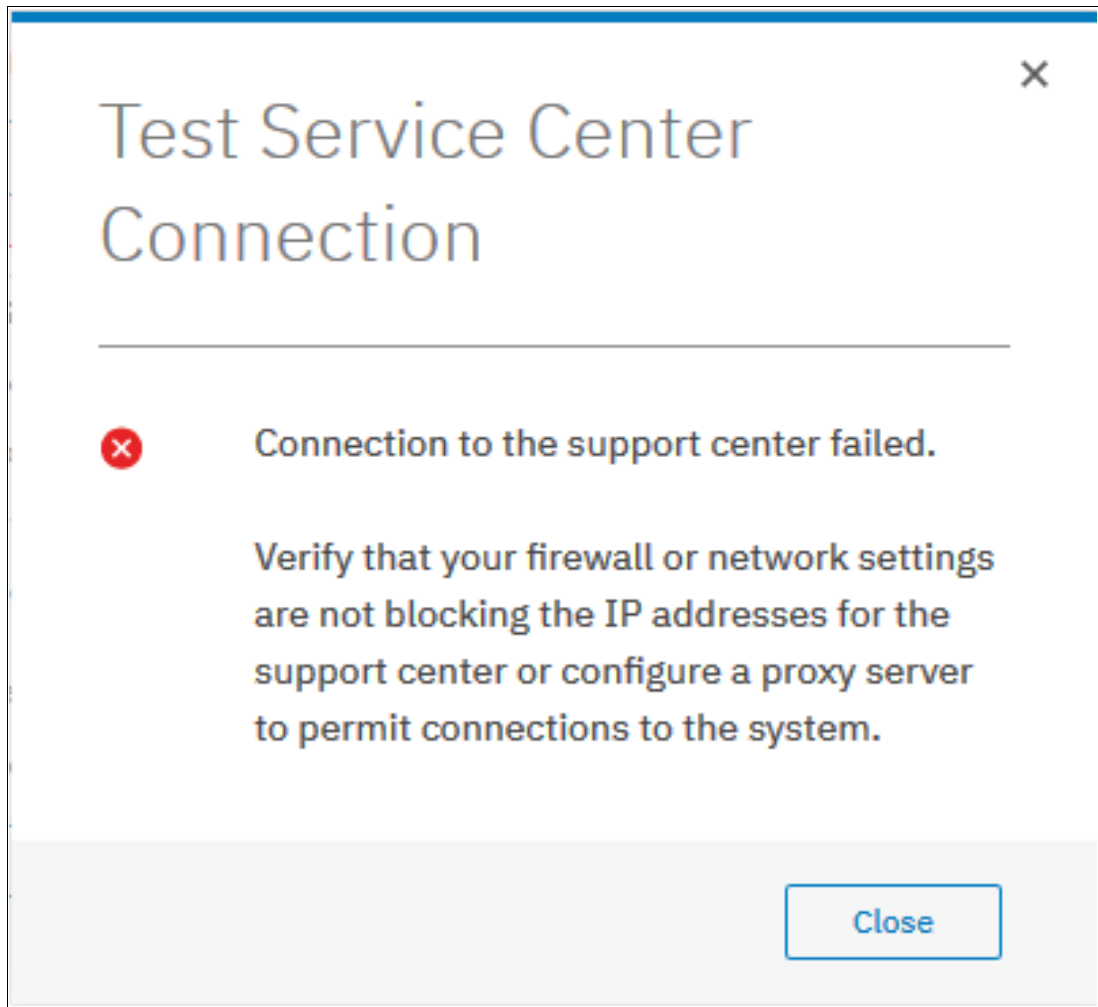 Test Service Center
Connection
Connection to the support center failed.
Verify that your firewall or network settings
are not blocking the IP addresses for the
support center or configure a proxy server
to permit connections to the system.
Close